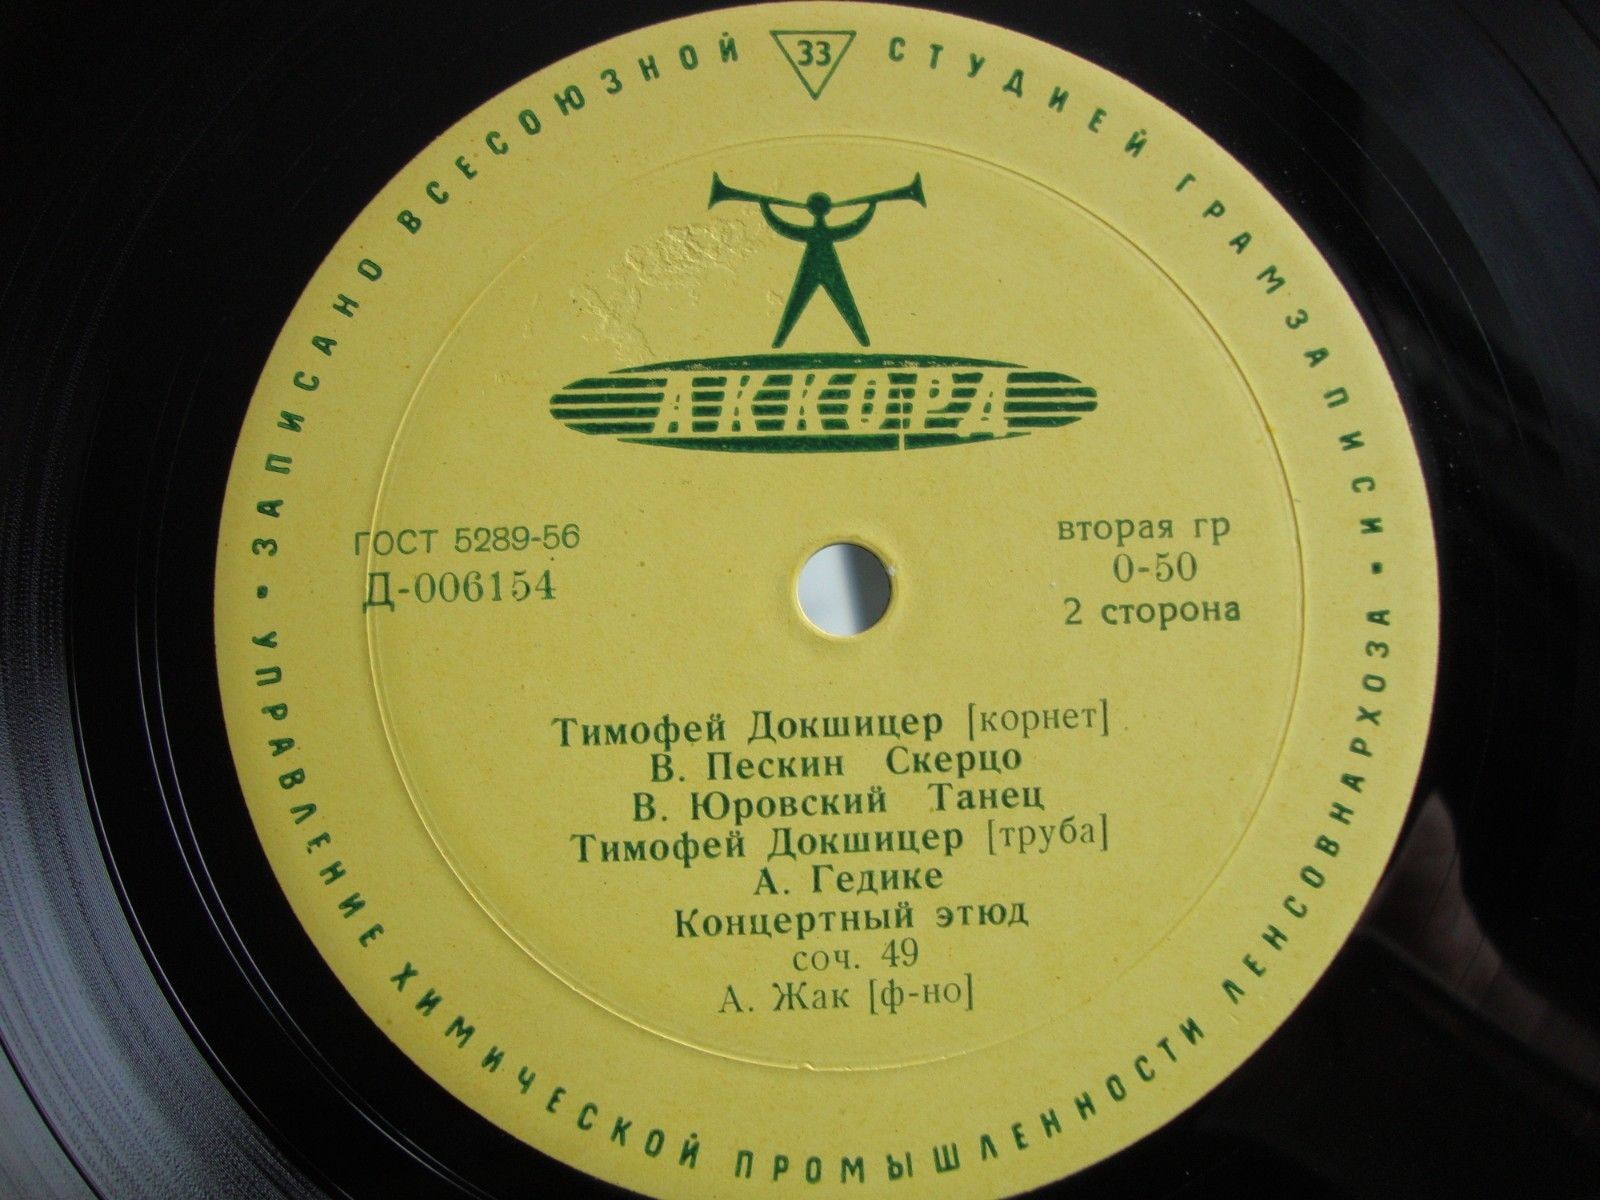 ЗАПИСАНО ВСЕСОЮЗНОЙ СТУДИЕЙ ГРАМЗАПИСИ
33
АККОРД
ГОСТ 5289-56
Д-006154
вторая гр
0-50
2 сторона
Тимофей Докшицер [корнет]
В. Пескин Скерцо
В. Юровский Танец
Тимофей Докшицер [труба]
А. Гедике
Концертный этюд
соч. 49
А. Жак [ф-но]
УПРАВЛЕНИЕ ХИМИЧЕСКОЙ ПРОМЫШЛЕННОСТИ ЛЕНСОВНАРХОЗА